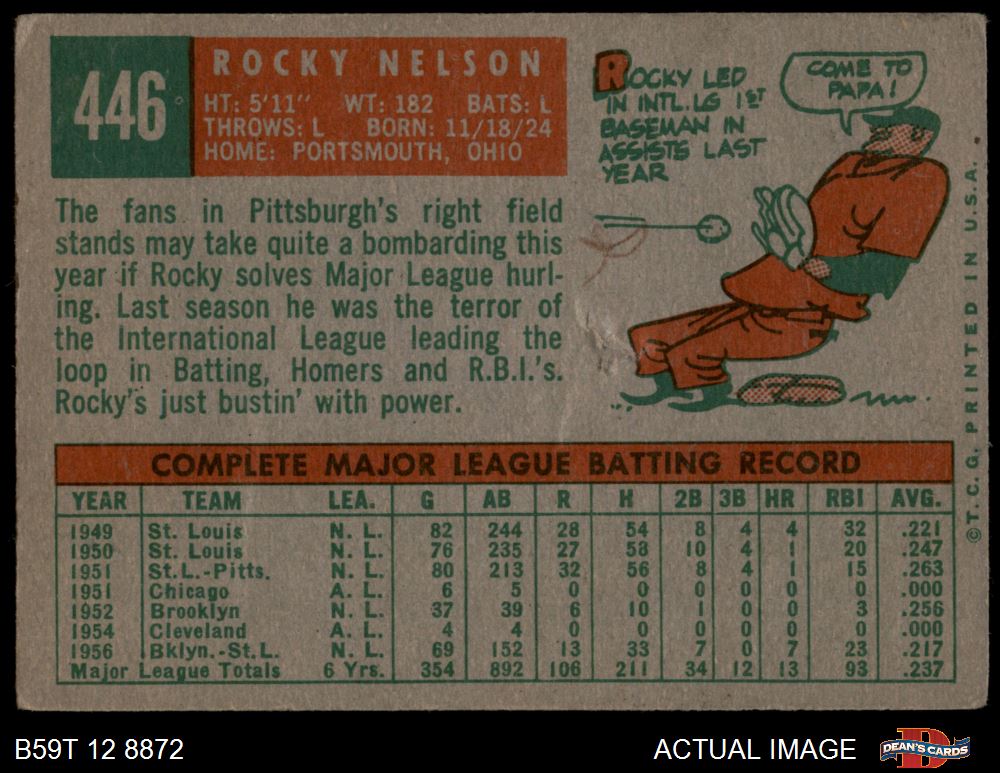 446
ROCKY NELSON
HT: 5'11" WT: 182 BATS: L
THROWS: L BORN: 11/18/24
HOME: PORTSMOUTH, OHIO
ROCKY LED
IN INTL. LG 1ST
BASEMAN IN
ASSISTS LAST
YEAR
COME TO
PAPA!
The fans in Pittsburgh's right field
stands may take quite a bombarding this
year if Rocky solves Major League hurl-
ing. Last season he was the terror of
the International League leading the
loop in Batting, Homers and R.B.I.'s.
Rocky's just bustin' with power.
COMPLETE MAJOR LEAGUE BATTING RECORD
YEAR TEAM LEA. G AB R H 2B 3B HR RBI AVG.
1949 St. Louis N. L. 82 244 28 54 8 4 4 32 .221
1950 St. Louis N. L. 76 235 27 58 10 4 1 20 .247
1951 St.L.-Pitts. N. L. 80 213 32 56 8 4 1 15 .263
1951 Chicago A. L. 6 5 0 0 0 0 0 0 .000
1952 Brooklyn N. L. 37 39 6 10 1 0 0 3 .256
1954 Cleveland A. L. 4 4 0 0 0 0 0 0 .000
1956 Bklyn.-St.L. N. L. 69 152 13 33 7 0 7 23 .217
Major League Totals 6 Yrs. 354 892 106 211 34 12 13 93 .237
© T. C. G. PRINTED IN U.S.A.
B59T 12 8872
ACTUAL IMAGE
DEAN'S CARDS